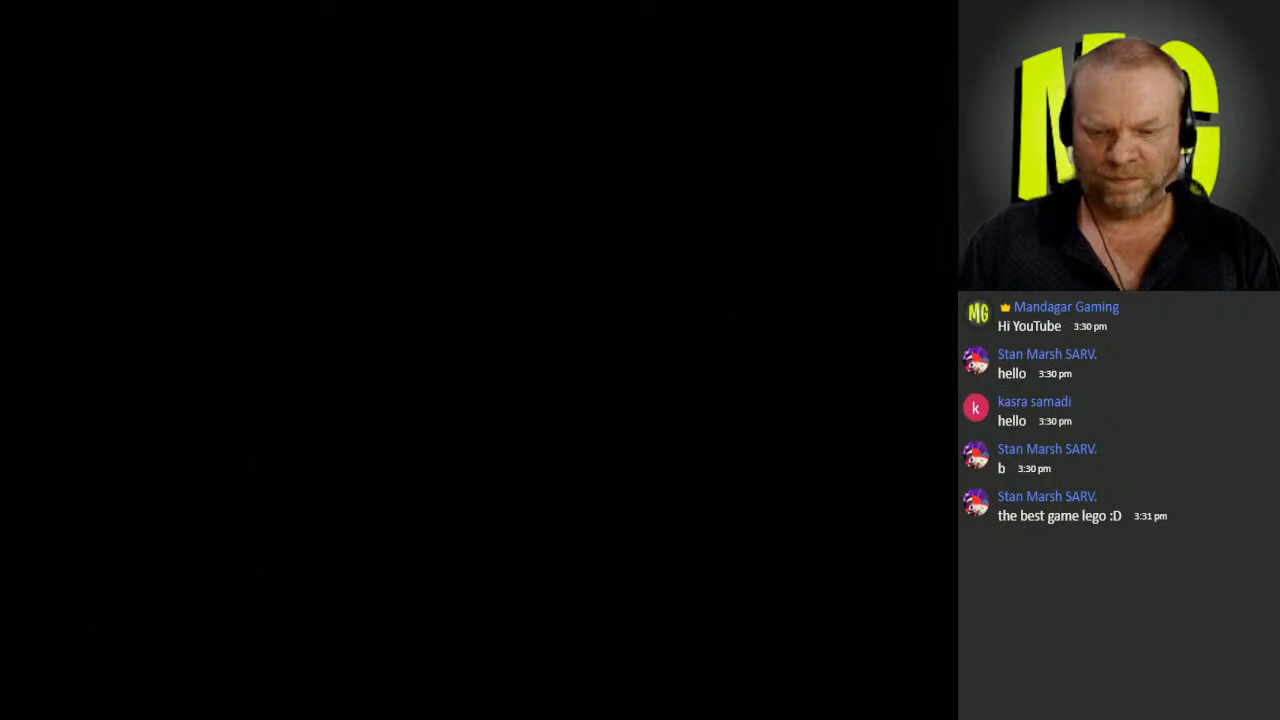 MG
MG
Mandagar Gaming
Hi YouTube 3:30 pm
Stan Marsh SARV.
hello 3:30 pm
k
kasra samadi
hello 3:30 pm
Stan Marsh SARV.
b 3:30 pm
Stan Marsh SARV.
the best game lego :D 3:31 pm